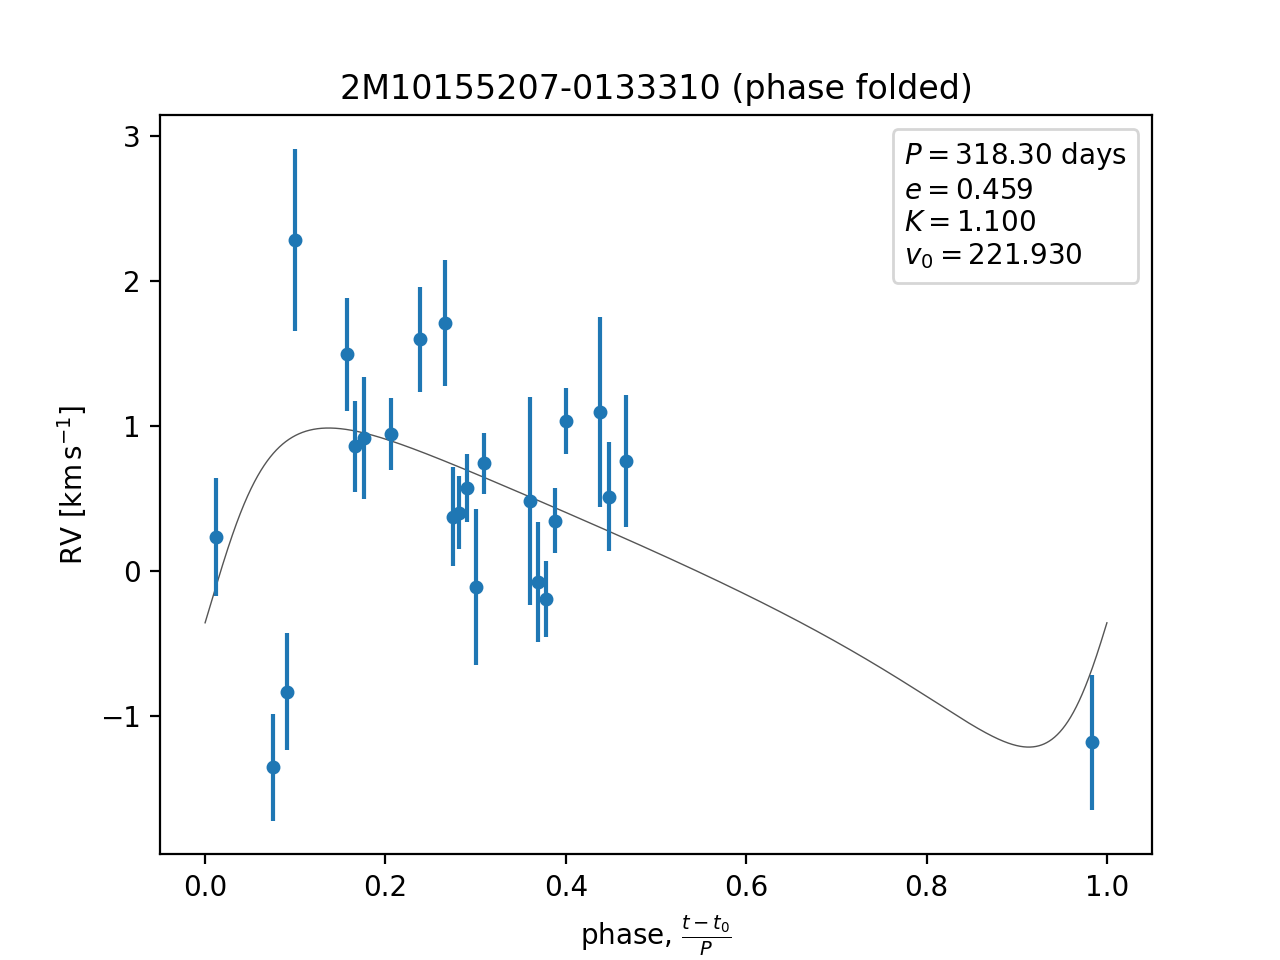 2M10155207-0133310 (phase folded)
P = 318.30 days
e = 0.459
K = 1.100
v₀ = 221.930
3
2
1
0
−1
RV [km s⁻¹]
0.0 0.2 0.4 0.6 0.8 1.0
phase, (t − t₀)/P